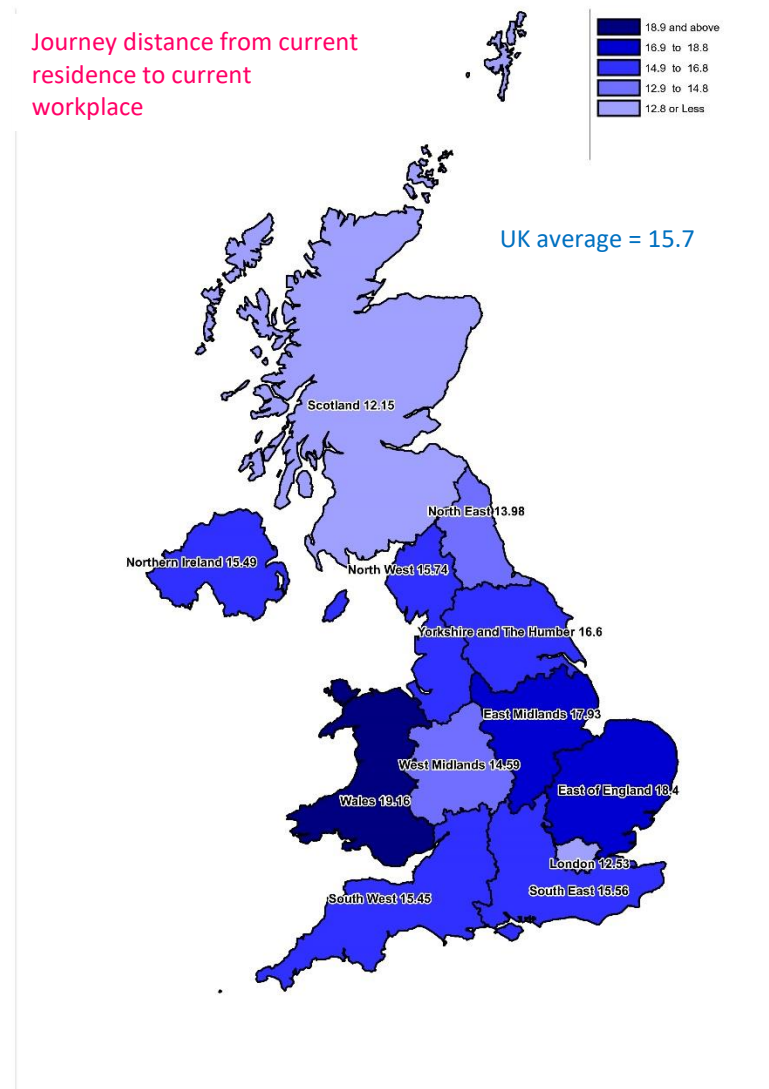 Journey distance from current
residence to current
workplace
18.9 and above
16.9 to 18.8
14.9 to 16.8
12.9 to 14.8
12.8 or Less
UK average = 15.7
Scotland 12.15
North East 13.98
Northern Ireland 15.49
North West 15.74
Yorkshire and The Humber 16.6
East Midlands 17.93
West Midlands 14.59
East of England 18.4
Wales 19.16
London 12.53
South East 15.56
South West 15.45